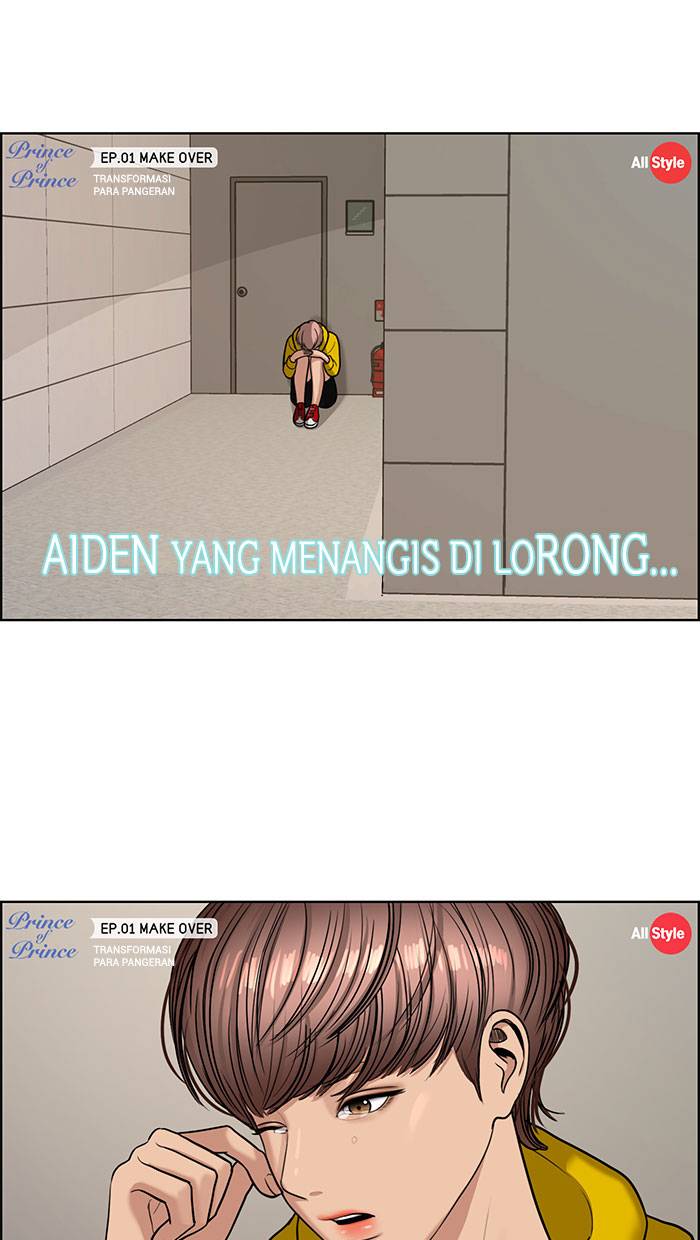 Prince
of
Prince
EP.01 MAKE OVER
TRANSFORMASI
PARA PANGERAN
All Style
AIDEN YANG MENANGIS DI LORONG...
Prince
of
Prince
EP.01 MAKE OVER
TRANSFORMASI
PARA PANGERAN
All Style